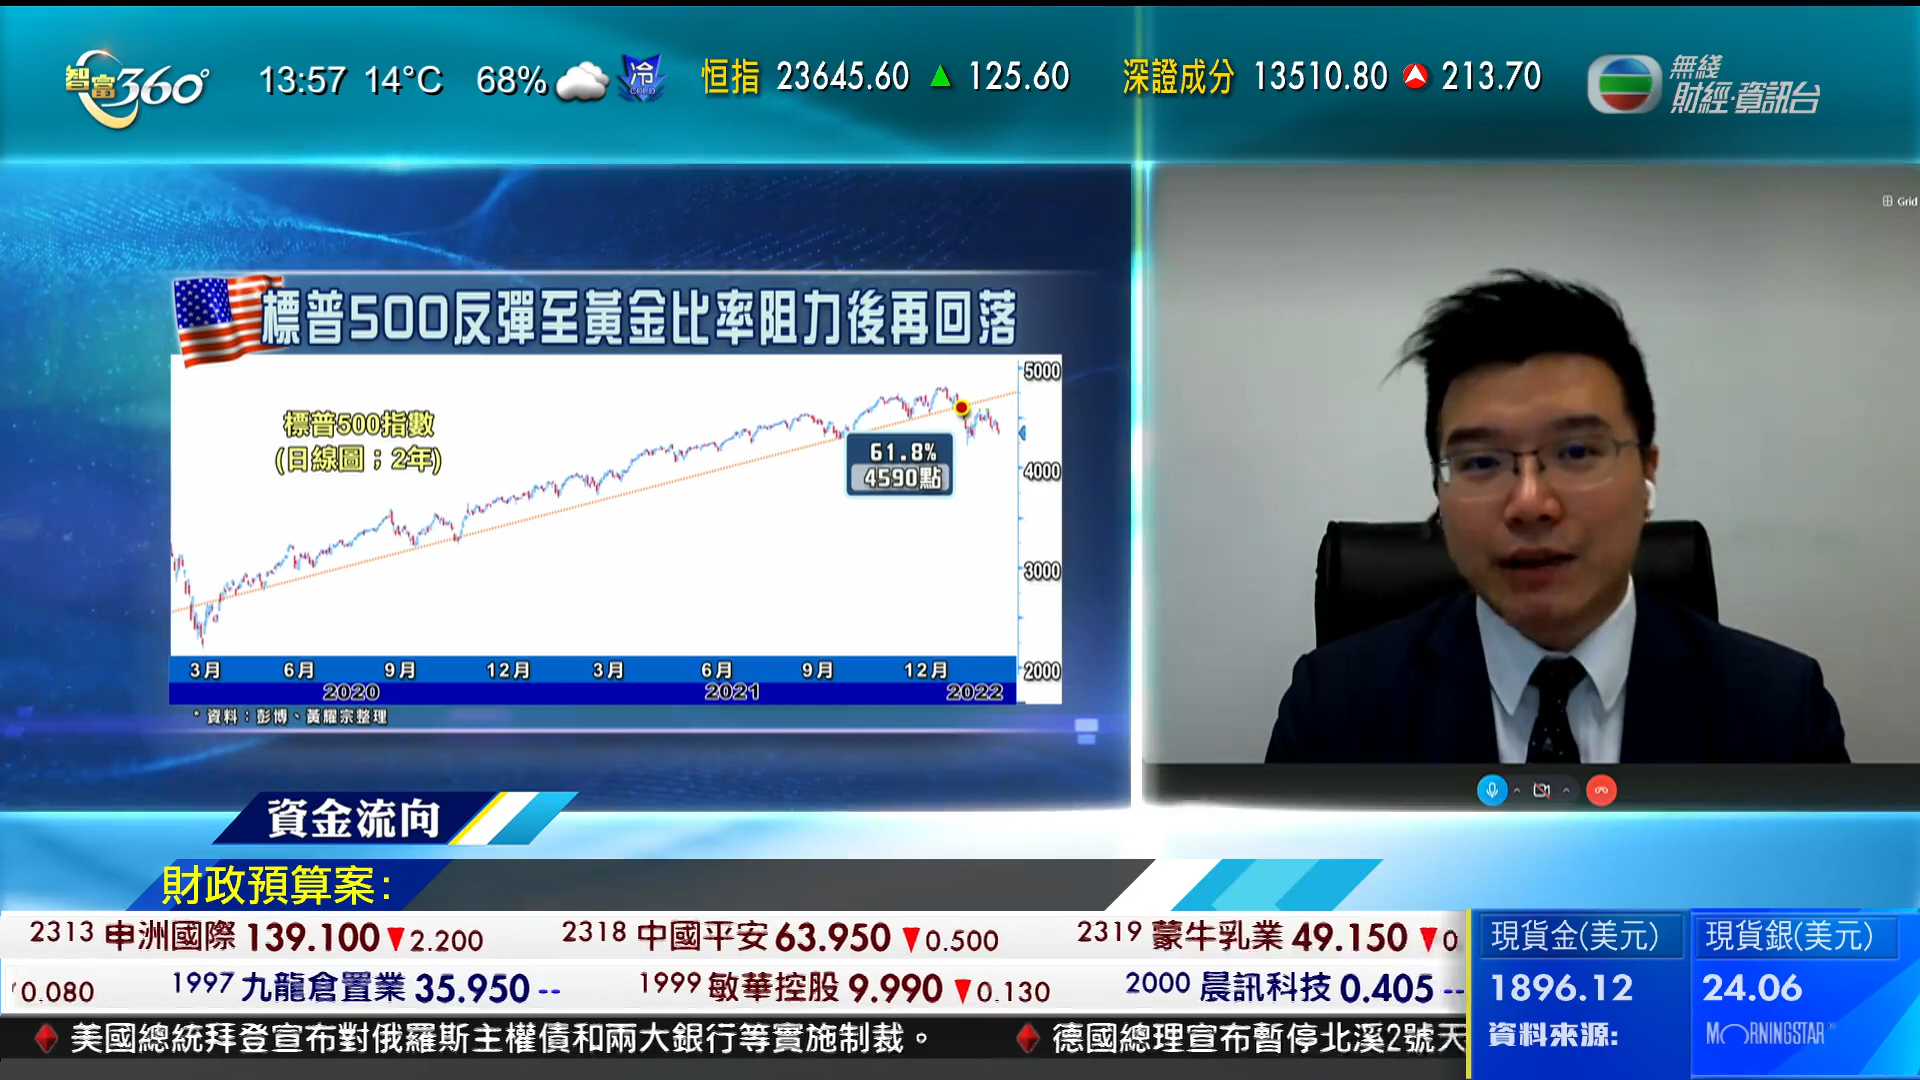 智富360°
13:57 14°C 68% 冷 COLD 恒指 23645.60 ▲ 125.60 深證成分 13510.80 213.70
無綫
財經·資訊台
Grid
標普500反彈至黃金比率阻力後再回落
標普500指數
(日線圖；2年)
5000
4000
3000
2000
61.8%
4590點
3月 6月 9月 12月 3月 6月 9月 12月
2020 2021 2022
* 資料：彭博、黃耀宗整理
資金流向
財政預算案:
2313 申洲國際 139.100 ▼ 2.200 2318 中國平安 63.950 ▼ 0.500 2319 蒙牛乳業 49.150 ▼ 0
0.080 1997 九龍倉置業 35.950 -- 1999 敏華控股 9.990 ▼ 0.130 2000 晨訊科技 0.405 --
美國總統拜登宣布對俄羅斯主權債和兩大銀行等實施制裁。 德國總理宣布暫停北溪2號天
現貨金(美元) 現貨銀(美元)
1896.12 24.06
資料來源: MORNINGSTAR®